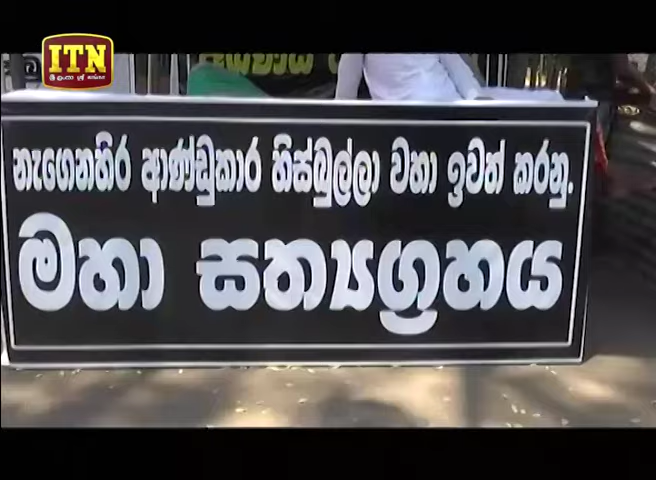 ITN
ශ්‍රී ලංකා
නැගෙනහිර ආණ්ඩුකාර හිස්බුල්ලා වහා ඉවත් කරනු.
මහා සත්‍යග්‍රහය